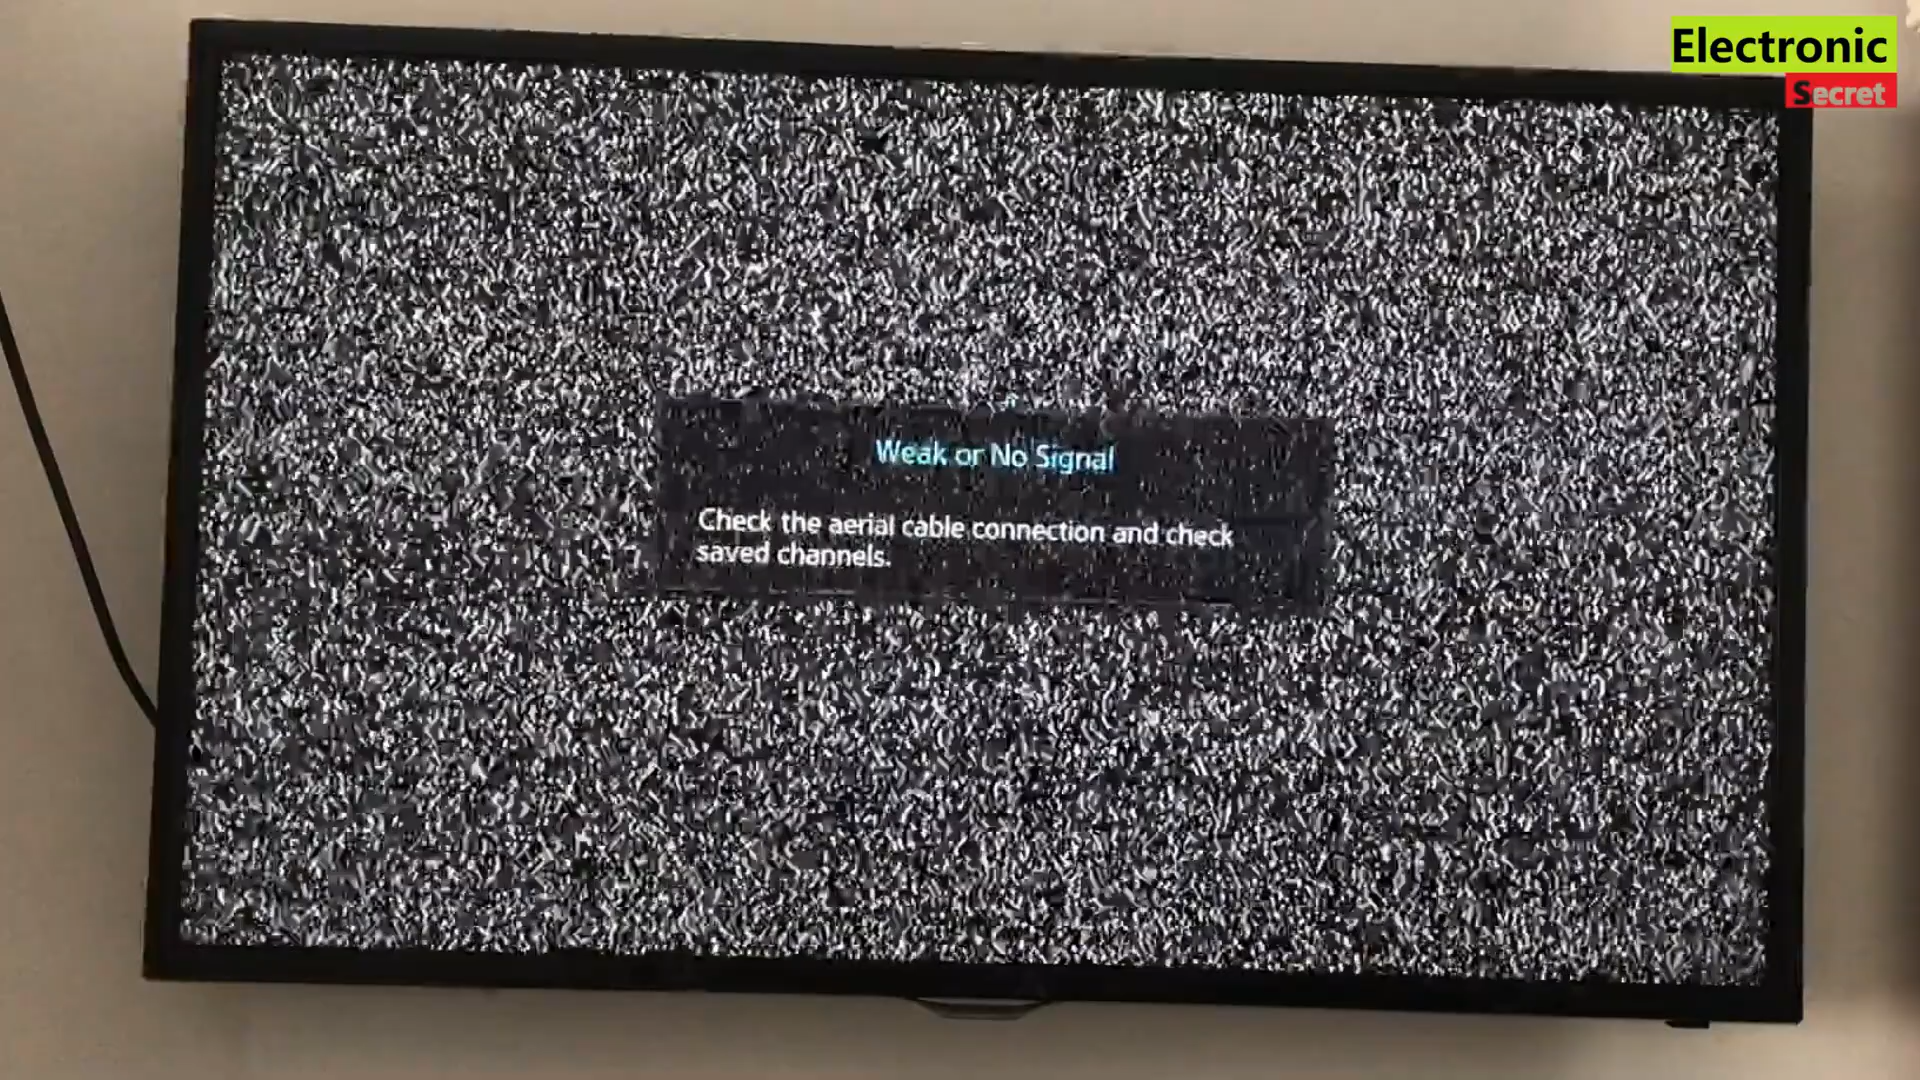 Electronic
Secret
Weak or No Signal
Check the aerial cable connection and check
saved channels.